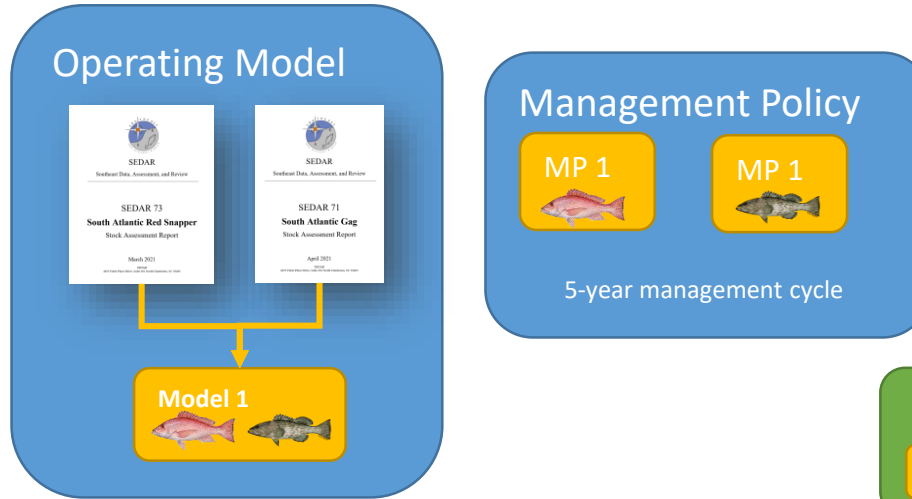 Operating Model
SEDAR
Southeast Data, Assessment, and Review
SEDAR 73
South Atlantic Red Snapper
Stock Assessment Report
March 2021
SEDAR
SEDAR
Southeast Data, Assessment, and Review
SEDAR 71
South Atlantic Gag
Stock Assessment Report
April 2021
SEDAR
Model 1
Management Policy
MP 1
MP 1
5-year management cycle